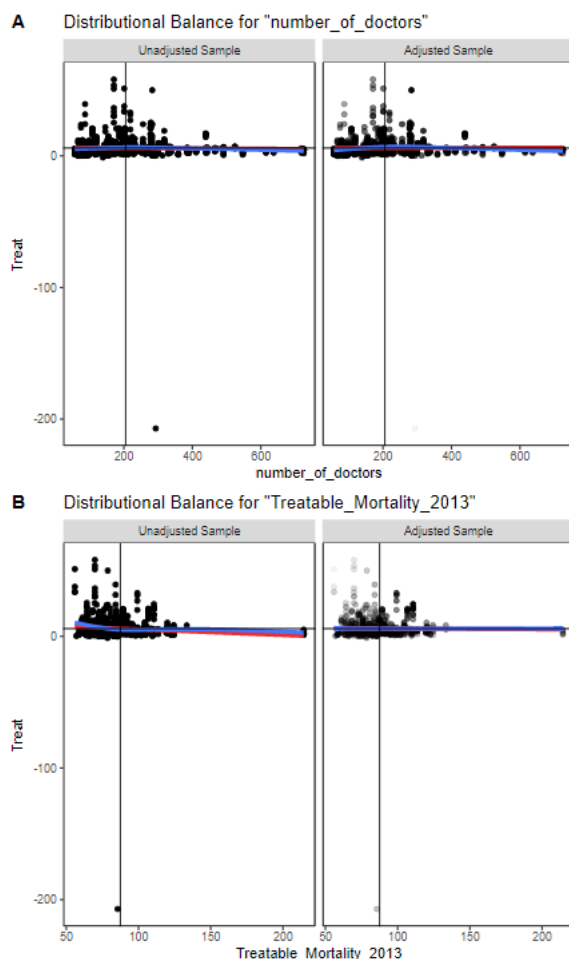 A Distributional Balance for "number_of_doctors"
Unadjusted Sample Adjusted Sample
0
-100
-200
Treat
200 400 600 200 400 600
number_of_doctors
B Distributional Balance for "Treatable_Mortality_2013"
Unadjusted Sample Adjusted Sample
0
-100
-200
Treat
50 100 150 200 50 100 150 200
Treatable_Mortality_2013